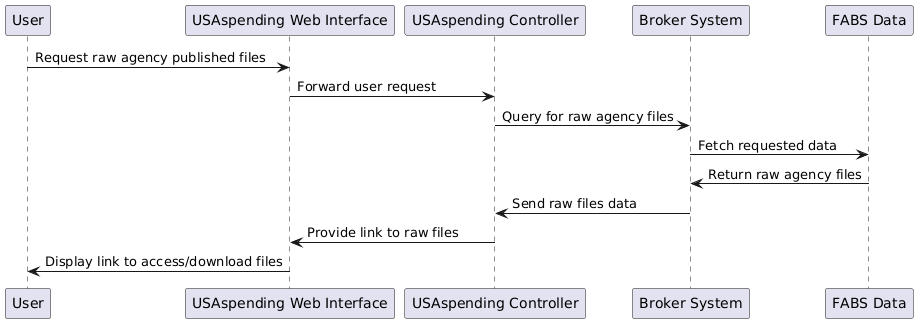 User
USAspending Web Interface
USAspending Controller
Broker System
FABS Data
Request raw agency published files
Forward user request
Query for raw agency files
Fetch requested data
Return raw agency files
Send raw files data
Provide link to raw files
Display link to access/download files
User
USAspending Web Interface
USAspending Controller
Broker System
FABS Data